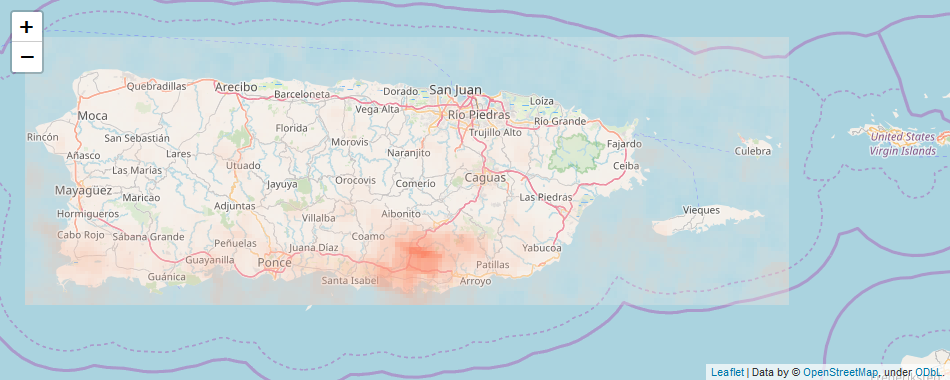 +
−
Quebradillas
Arecibo
Barceloneta
Dorado
San Juan
Loíza
Moca
Vega Alta
Río Piedras
Río Grande
Rincón
San Sebastián
Florida
Morovis
Trujillo Alto
Fajardo
Culebra
United States
Virgin Islands
Añasco
Lares
Naranjito
Las Marías
Utuado
Ceiba
Mayagüez
Maricao
Jayuya
Orocovis
Comerío
Caguas
Las Piedras
Hormigueros
Adjuntas
Villalba
Aibonito
Vieques
Cabo Rojo
Sábana Grande
Peñuelas
Juana Díaz
Coamo
Yabucoa
Guayanilla
Ponce
Patillas
Guánica
Santa Isabel
Arroyo
Leaflet | Data by © OpenStreetMap, under ODbL.